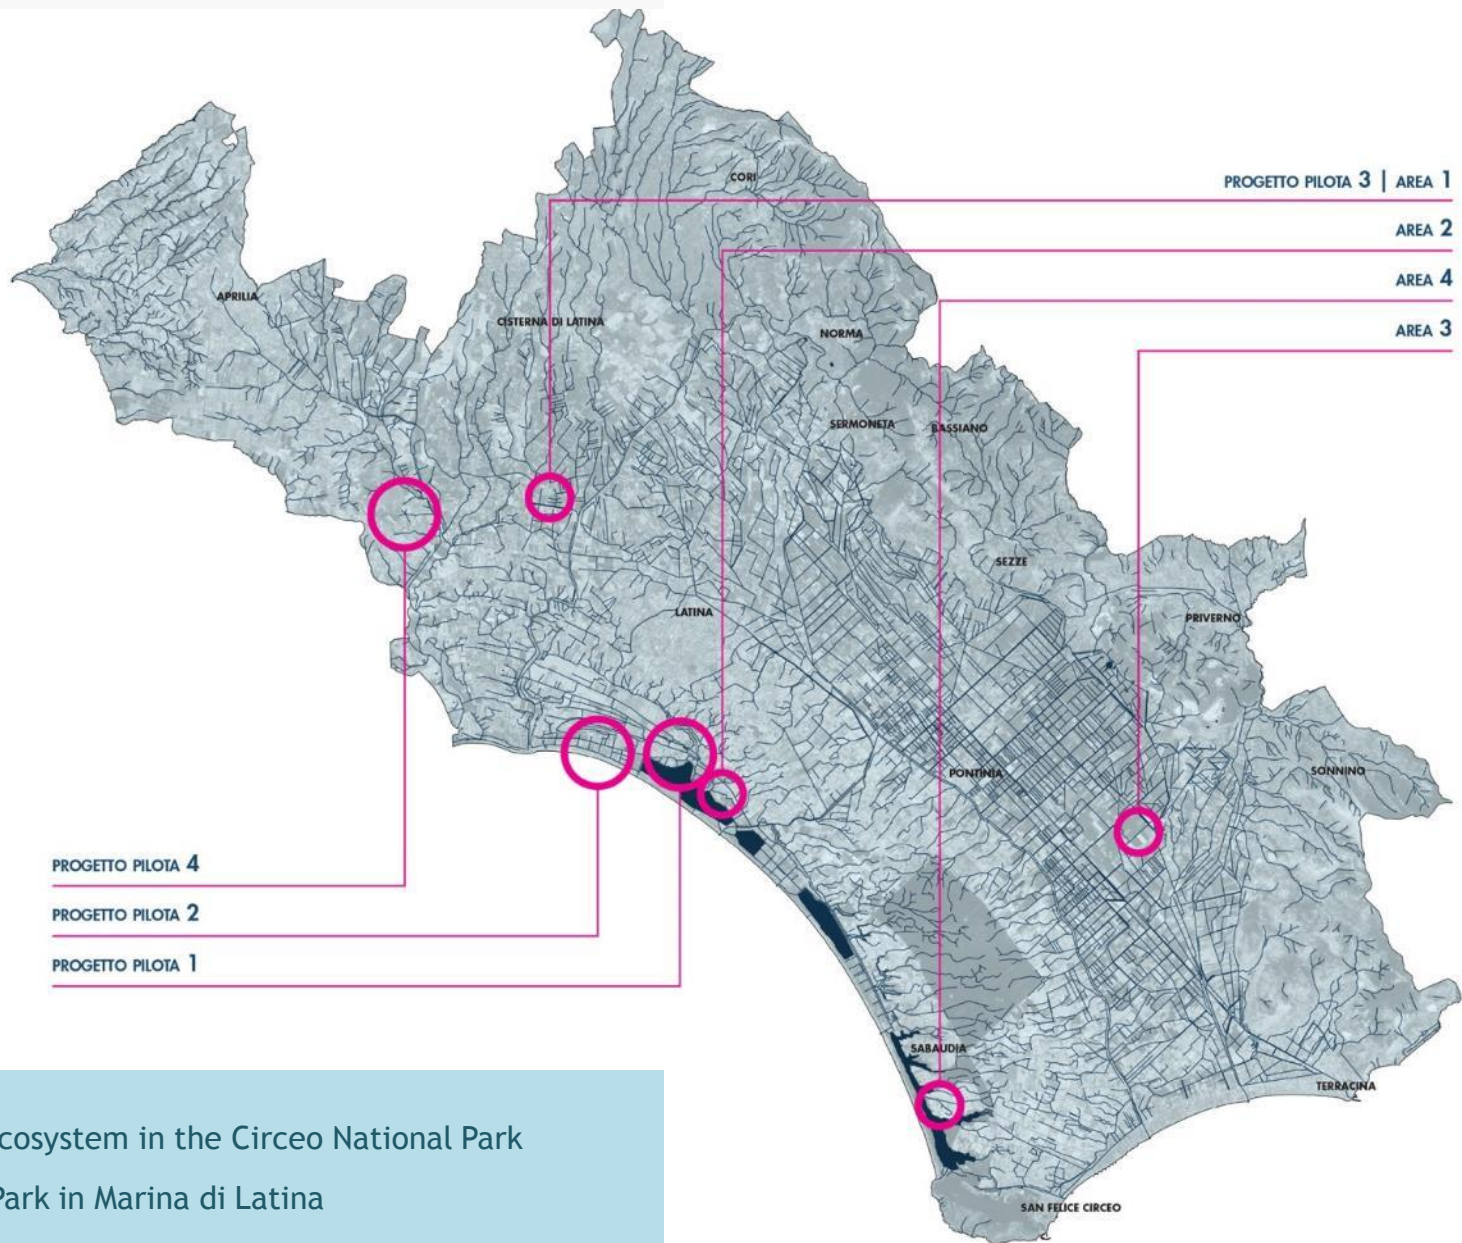 CORI
PROGETTO PILOTA 3 | AREA 1
AREA 2
AREA 4
AREA 3
APRILIA
CISTERNA DI LATINA
NORMA
SERMONETA
BASSIANO
SEZZE
LATINA
PRIVERNO
PONTINIA
SONNINO
PROGETTO PILOTA 4
PROGETTO PILOTA 2
PROGETTO PILOTA 1
SABAUDIA
TERRACINA
SAN FELICE CIRCEO
cosystem in the Circeo National Park
Park in Marina di Latina